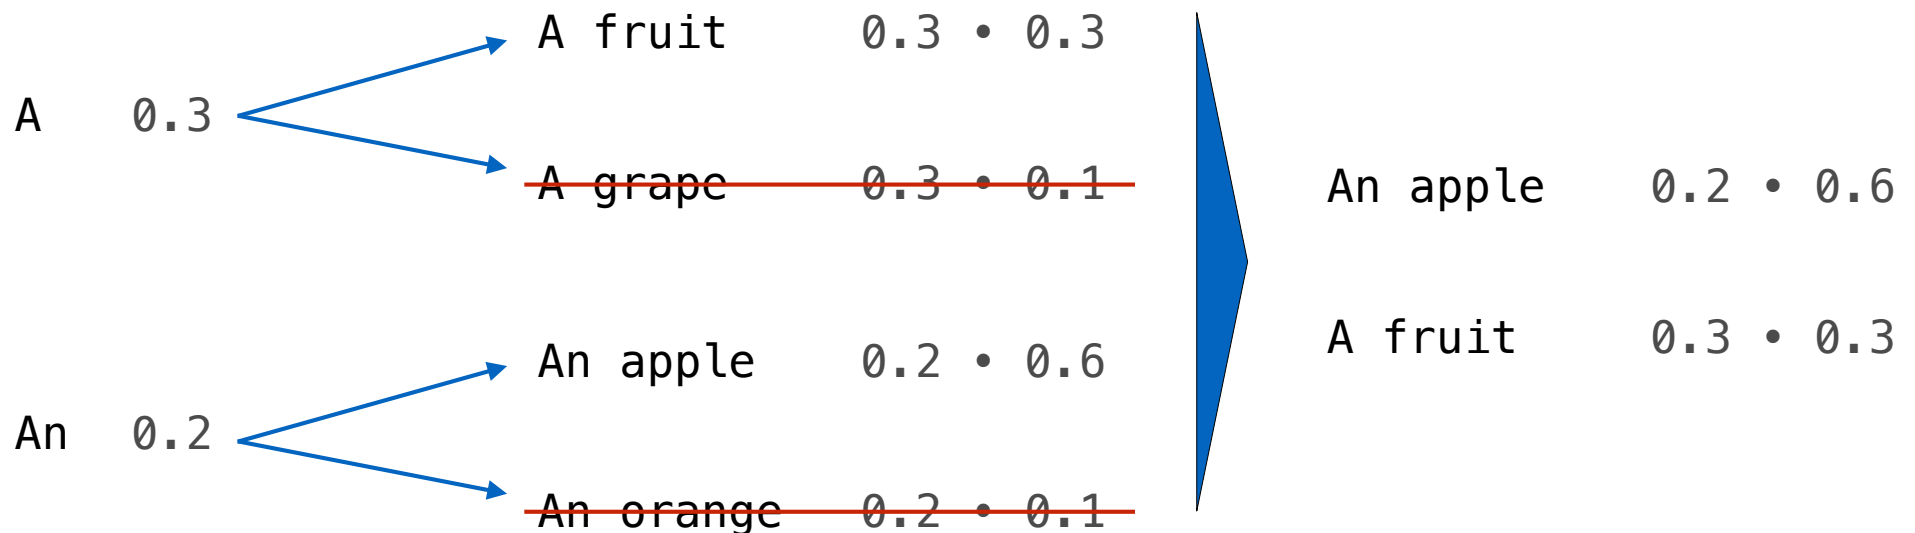 A fruit 0.3 • 0.3
A 0.3
A grape 0.3 • 0.1
An apple 0.2 • 0.6
An 0.2
An orange 0.2 • 0.1
An apple 0.2 • 0.6
A fruit 0.3 • 0.3